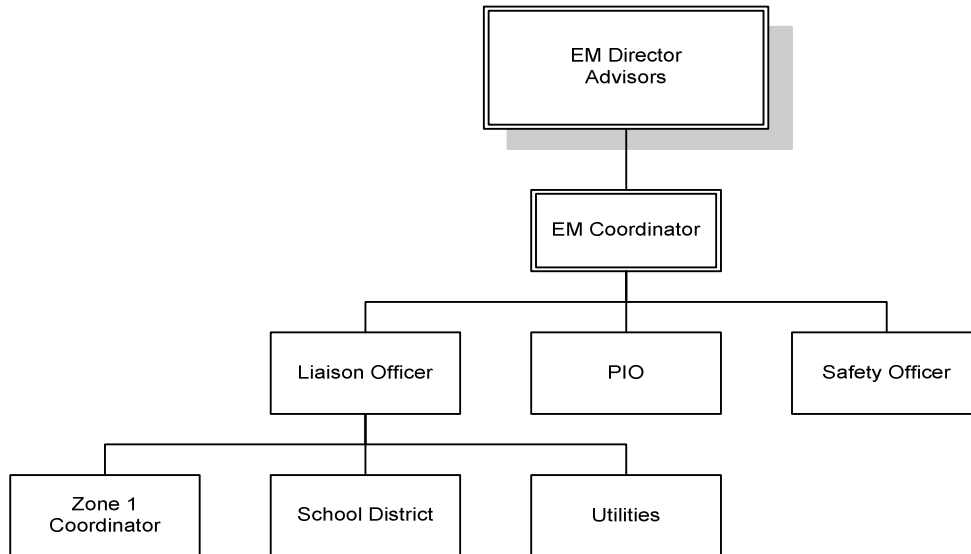 EM Director
Advisors
EM Coordinator
Liaison Officer
PIO
Safety Officer
Zone 1
Coordinator
School District
Utilities